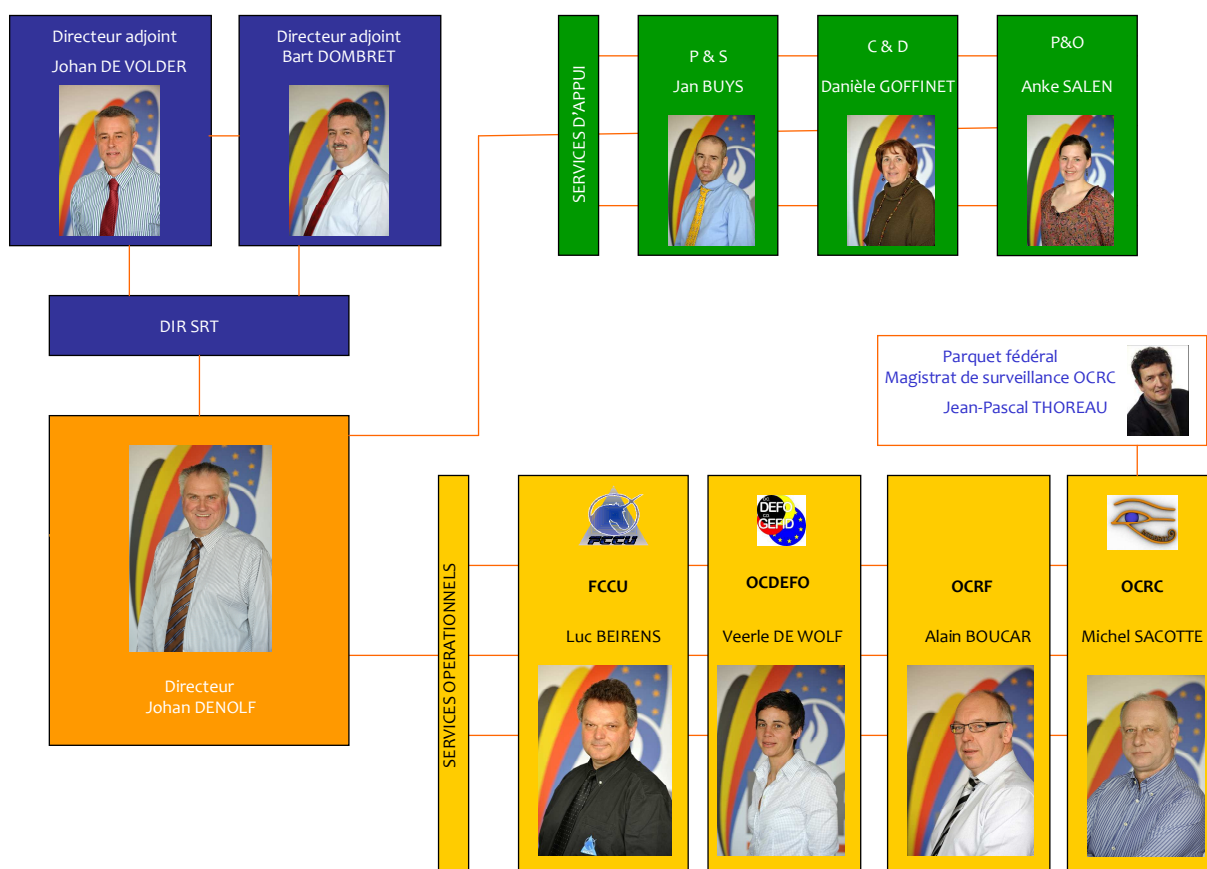 Directeur adjoint
Johan DE VOLDER
Directeur adjoint
Bart DOMBRET
DIR SRT
SERVICES D'APPUI
P & S
Jan BUYS
C & D
Danièle GOFFINET
P&O
Anke SALEN
Parquet fédéral
Magistrat de surveillance OCRC
Jean-Pascal THOREAU
Directeur
Johan DENOLF
SERVICES OPERATIONNELS
FCCU
FCCU
Luc BEIRENS
DEFO
GEFID
OCDEFO
Veerle DE WOLF
OCRF
Alain BOUCAR
OCRC
Michel SACOTTE